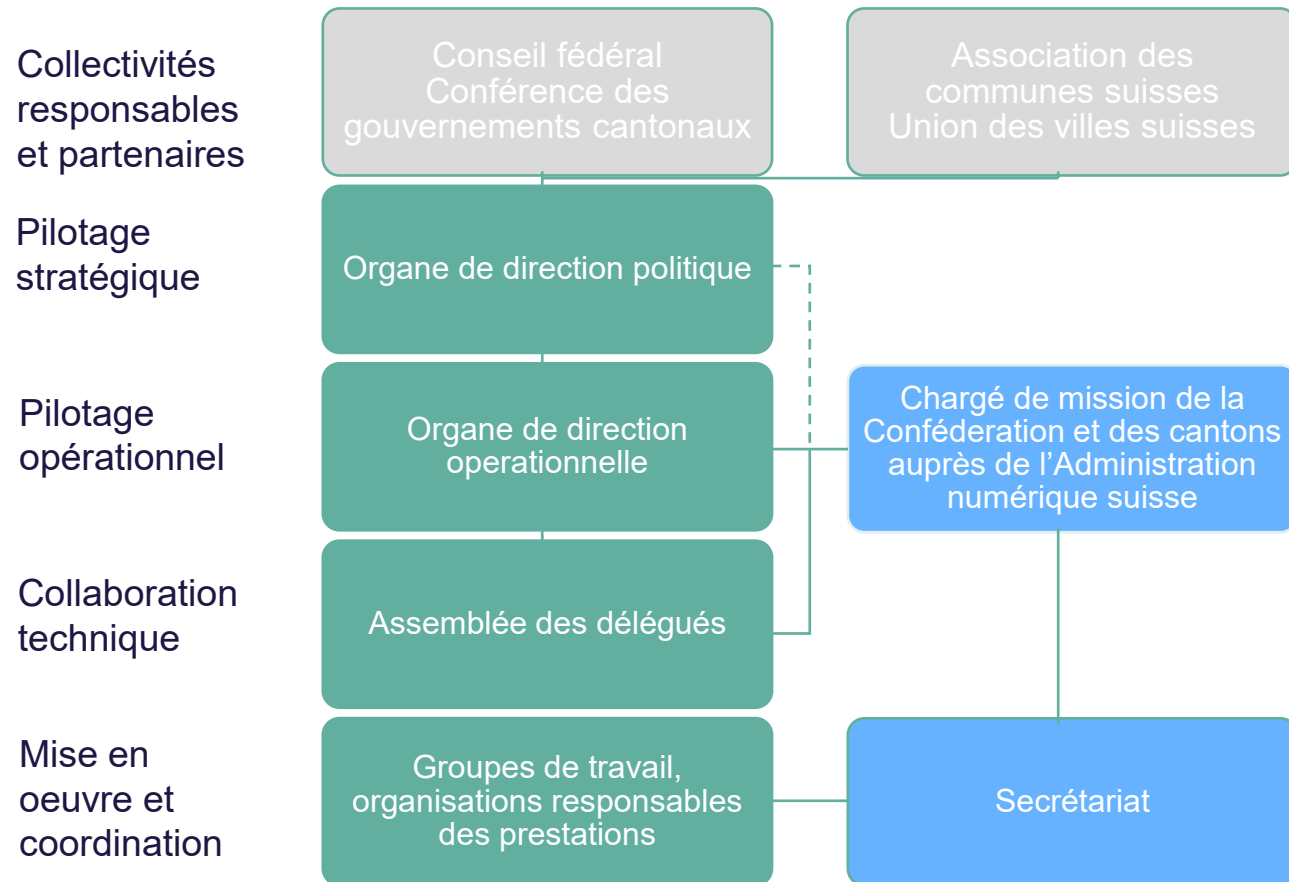 Collectivités
responsables
et partenaires
Conseil fédéral
Conférence des
gouvernements cantonaux
Association des
communes suisses
Union des villes suisses
Pilotage
stratégique
Organe de direction politique
Pilotage
opérationnel
Organe de direction
operationnelle
Chargé de mission de la
Conféderation et des cantons
auprès de l’Administration
numérique suisse
Collaboration
technique
Assemblée des délégués
Mise en
oeuvre et
coordination
Groupes de travail,
organisations responsables
des prestations
Secrétariat